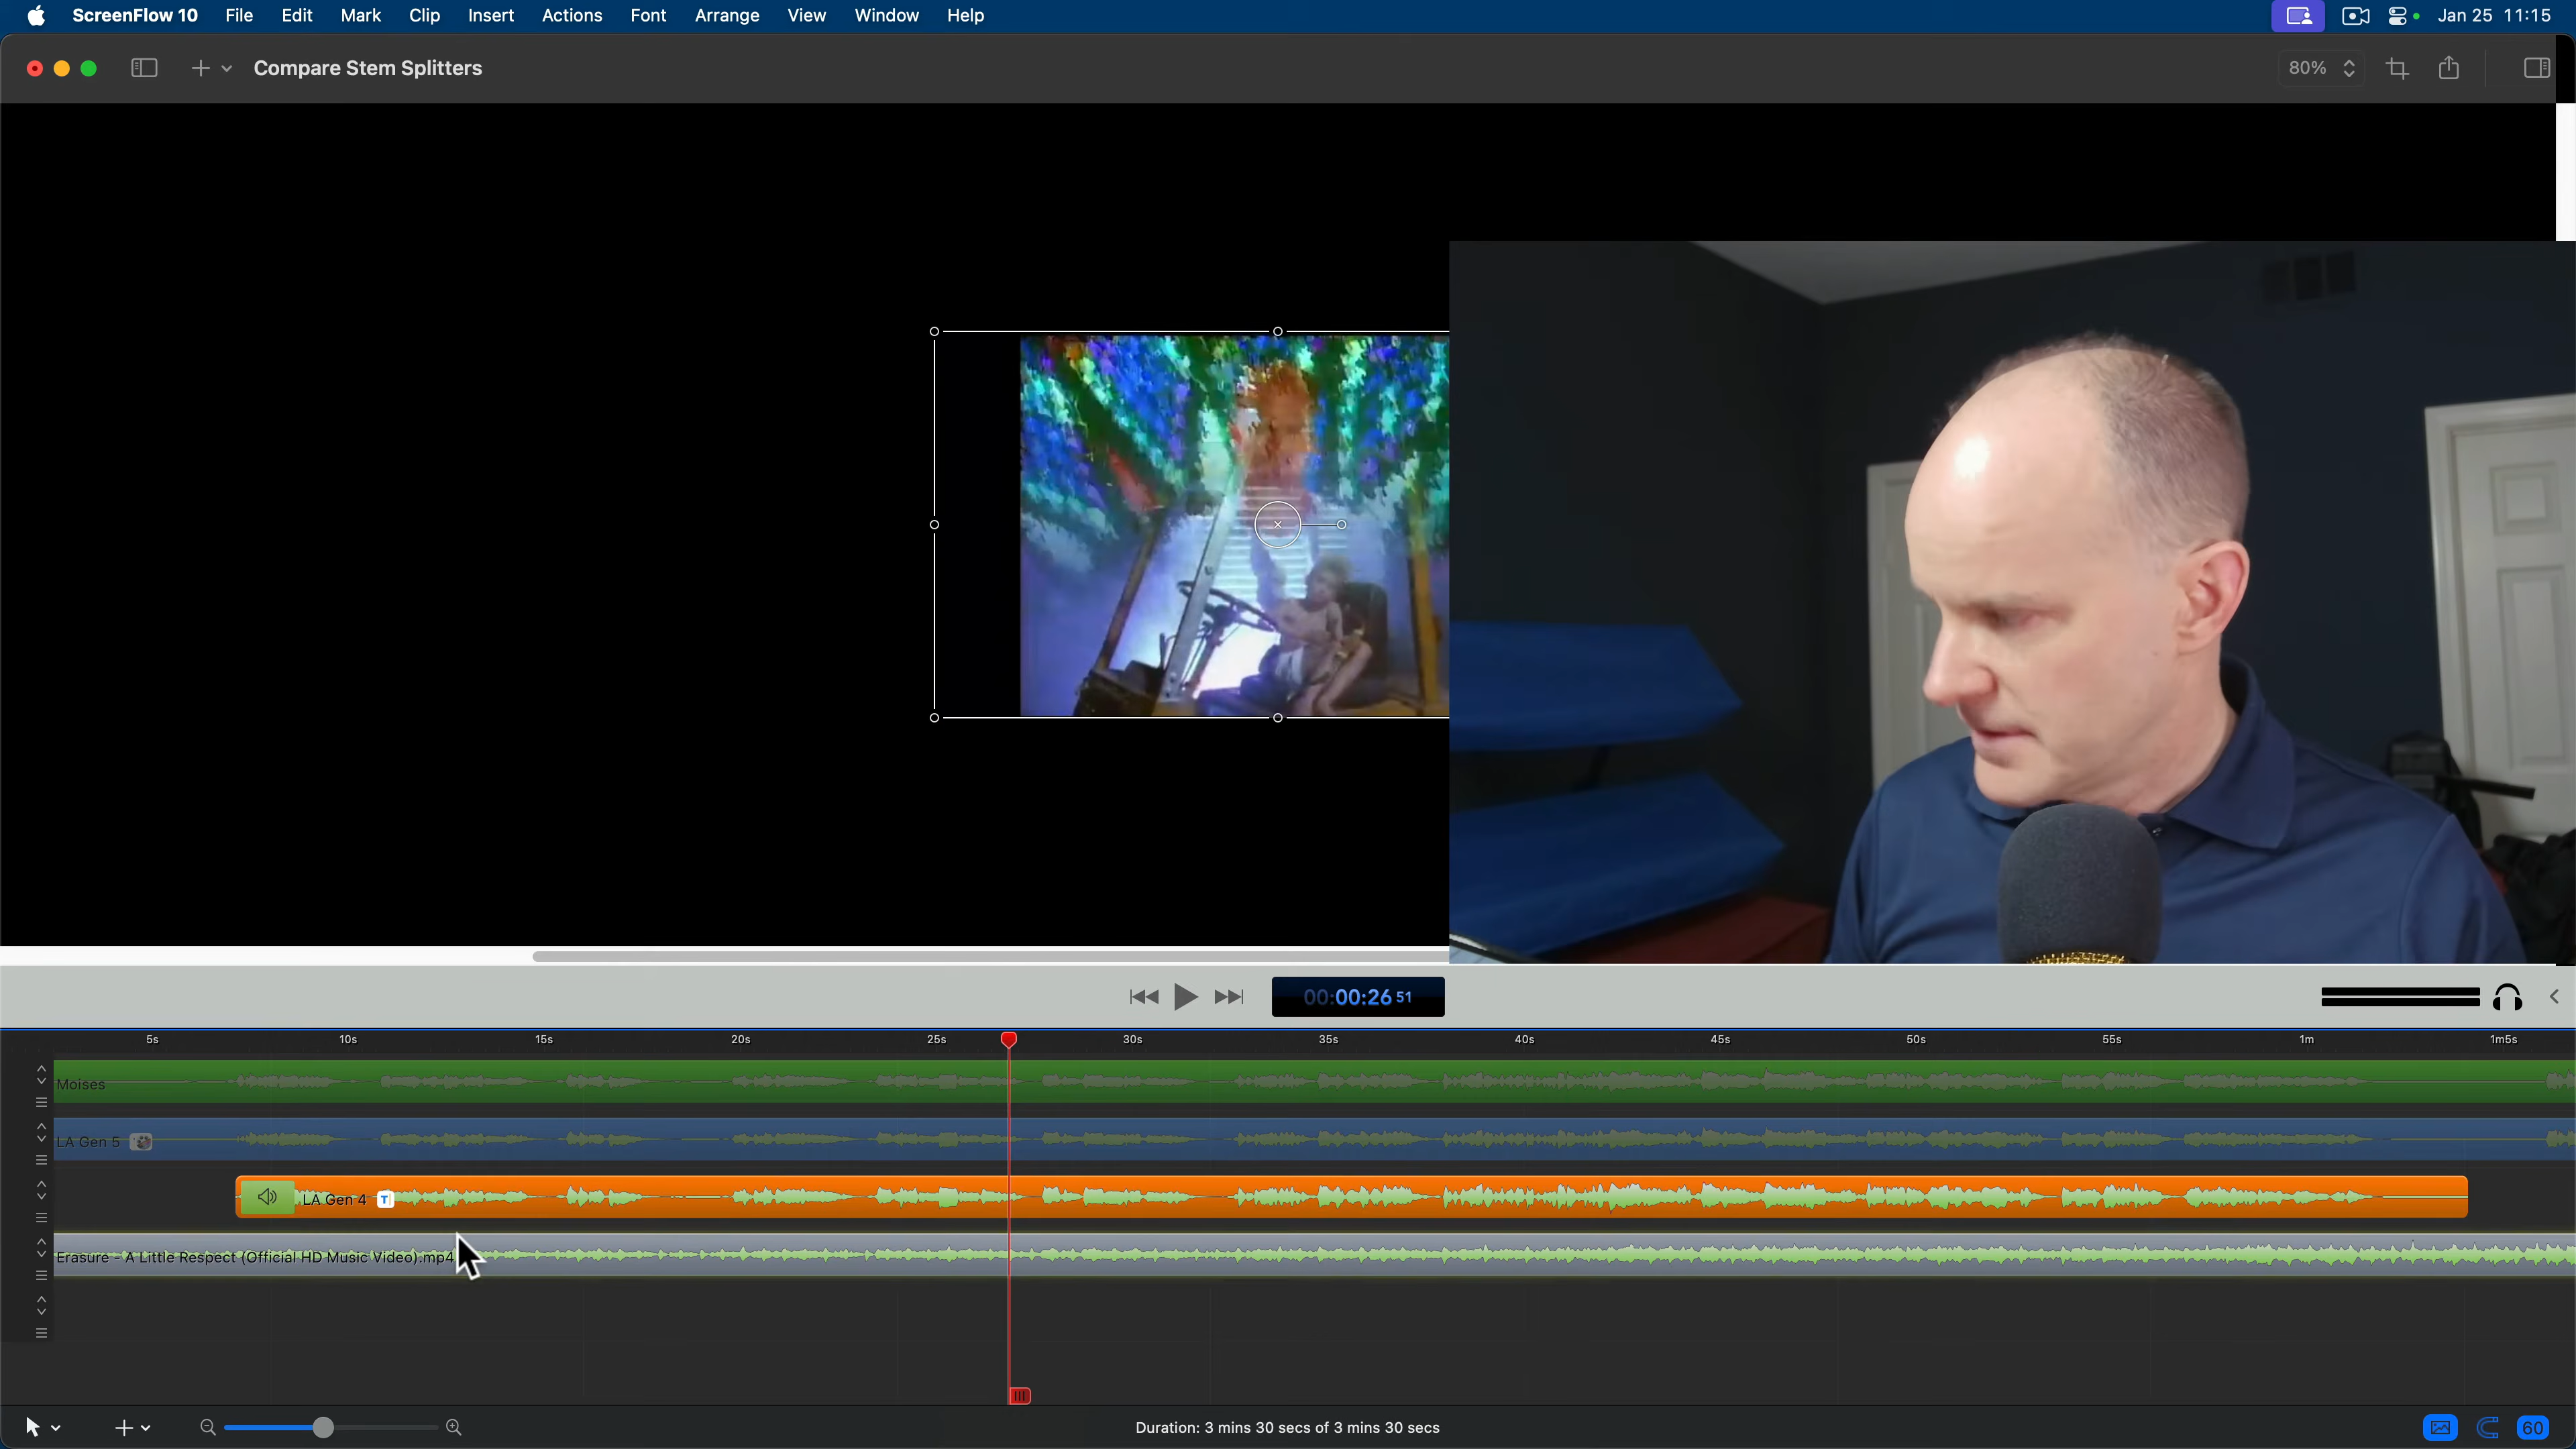 ScreenFlow 10 File Edit Mark Clip Insert Actions Font Arrange View Window Help Jan 25 11:15
Compare Stem Splitters 80%
00:00:26 51
5s 10s 15s 20s 25s 30s 35s 40s 45s 50s 55s 1m 1m5s
Moises
LA Gen 5
LA Gen 4 T
Erasure - A Little Respect (Official HD Music Video).mp4
Duration: 3 mins 30 secs of 3 mins 30 secs 60